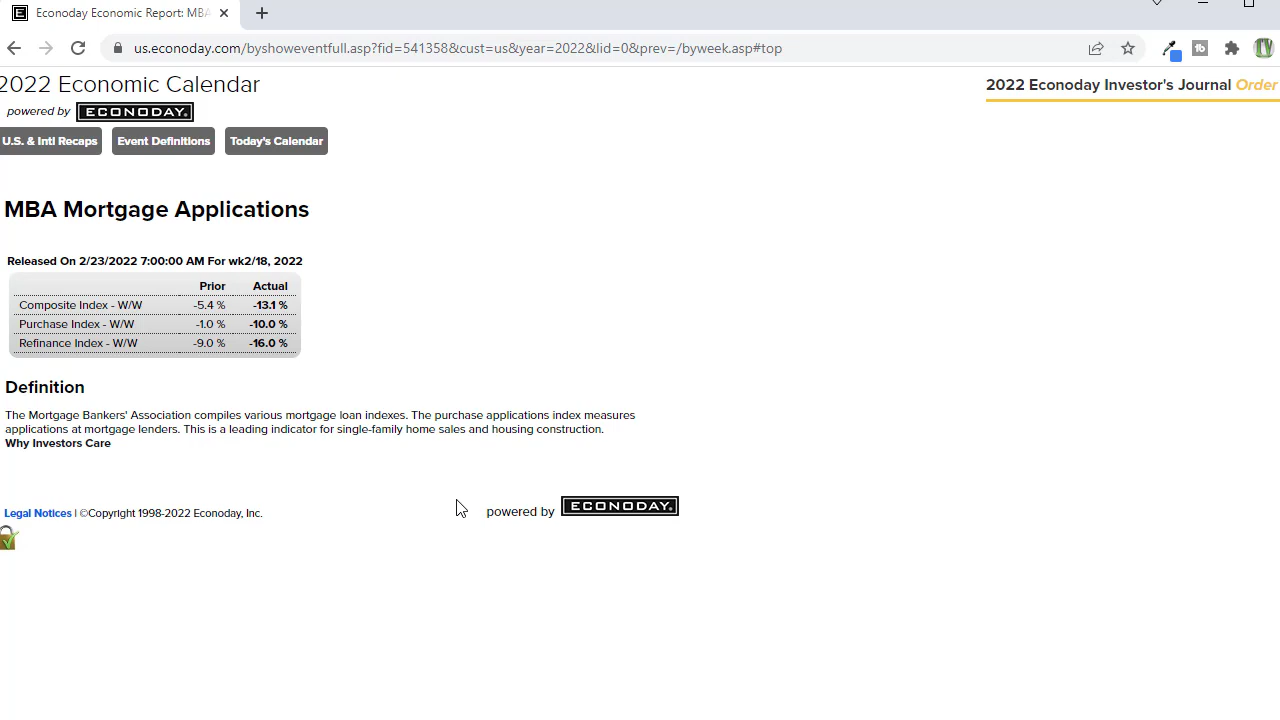 Econoday Economic Report: MBA
us.econoday.com/byshoweventfull.asp?fid=541358&cust=us&year=2022&lid=0&prev=/byweek.asp#top
2022 Economic Calendar
2022 Econoday Investor's Journal Order
powered by ECONODAY.
U.S. & Intl Recaps Event Definitions Today's Calendar
MBA Mortgage Applications
Released On 2/23/2022 7:00:00 AM For wk2/18, 2022
Prior Actual
Composite Index - W/W -5.4 % -13.1 %
Purchase Index - W/W -1.0 % -10.0 %
Refinance Index - W/W -9.0 % -16.0 %
Definition
The Mortgage Bankers' Association compiles various mortgage loan indexes. The purchase applications index measures
applications at mortgage lenders. This is a leading indicator for single-family home sales and housing construction.
Why Investors Care
Legal Notices | ©Copyright 1998-2022 Econoday, Inc. powered by ECONODAY.